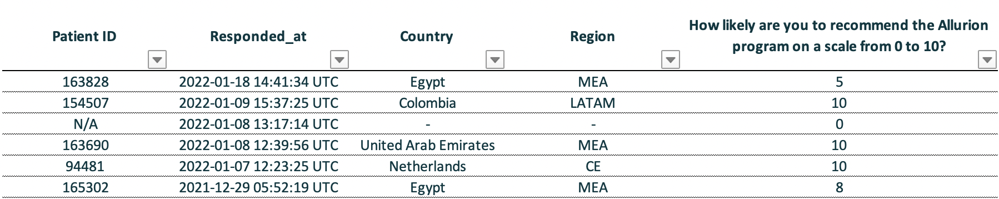 Patient ID Responded_at Country Region How likely are you to recommend the Allurion program on a scale from 0 to 10?
163828 2022-01-18 14:41:34 UTC Egypt MEA 5
154507 2022-01-09 15:37:25 UTC Colombia LATAM 10
N/A 2022-01-08 13:17:14 UTC - - 0
163690 2022-01-08 12:39:56 UTC United Arab Emirates MEA 10
94481 2022-01-07 12:23:25 UTC Netherlands CE 10
165302 2021-12-29 05:52:19 UTC Egypt MEA 8